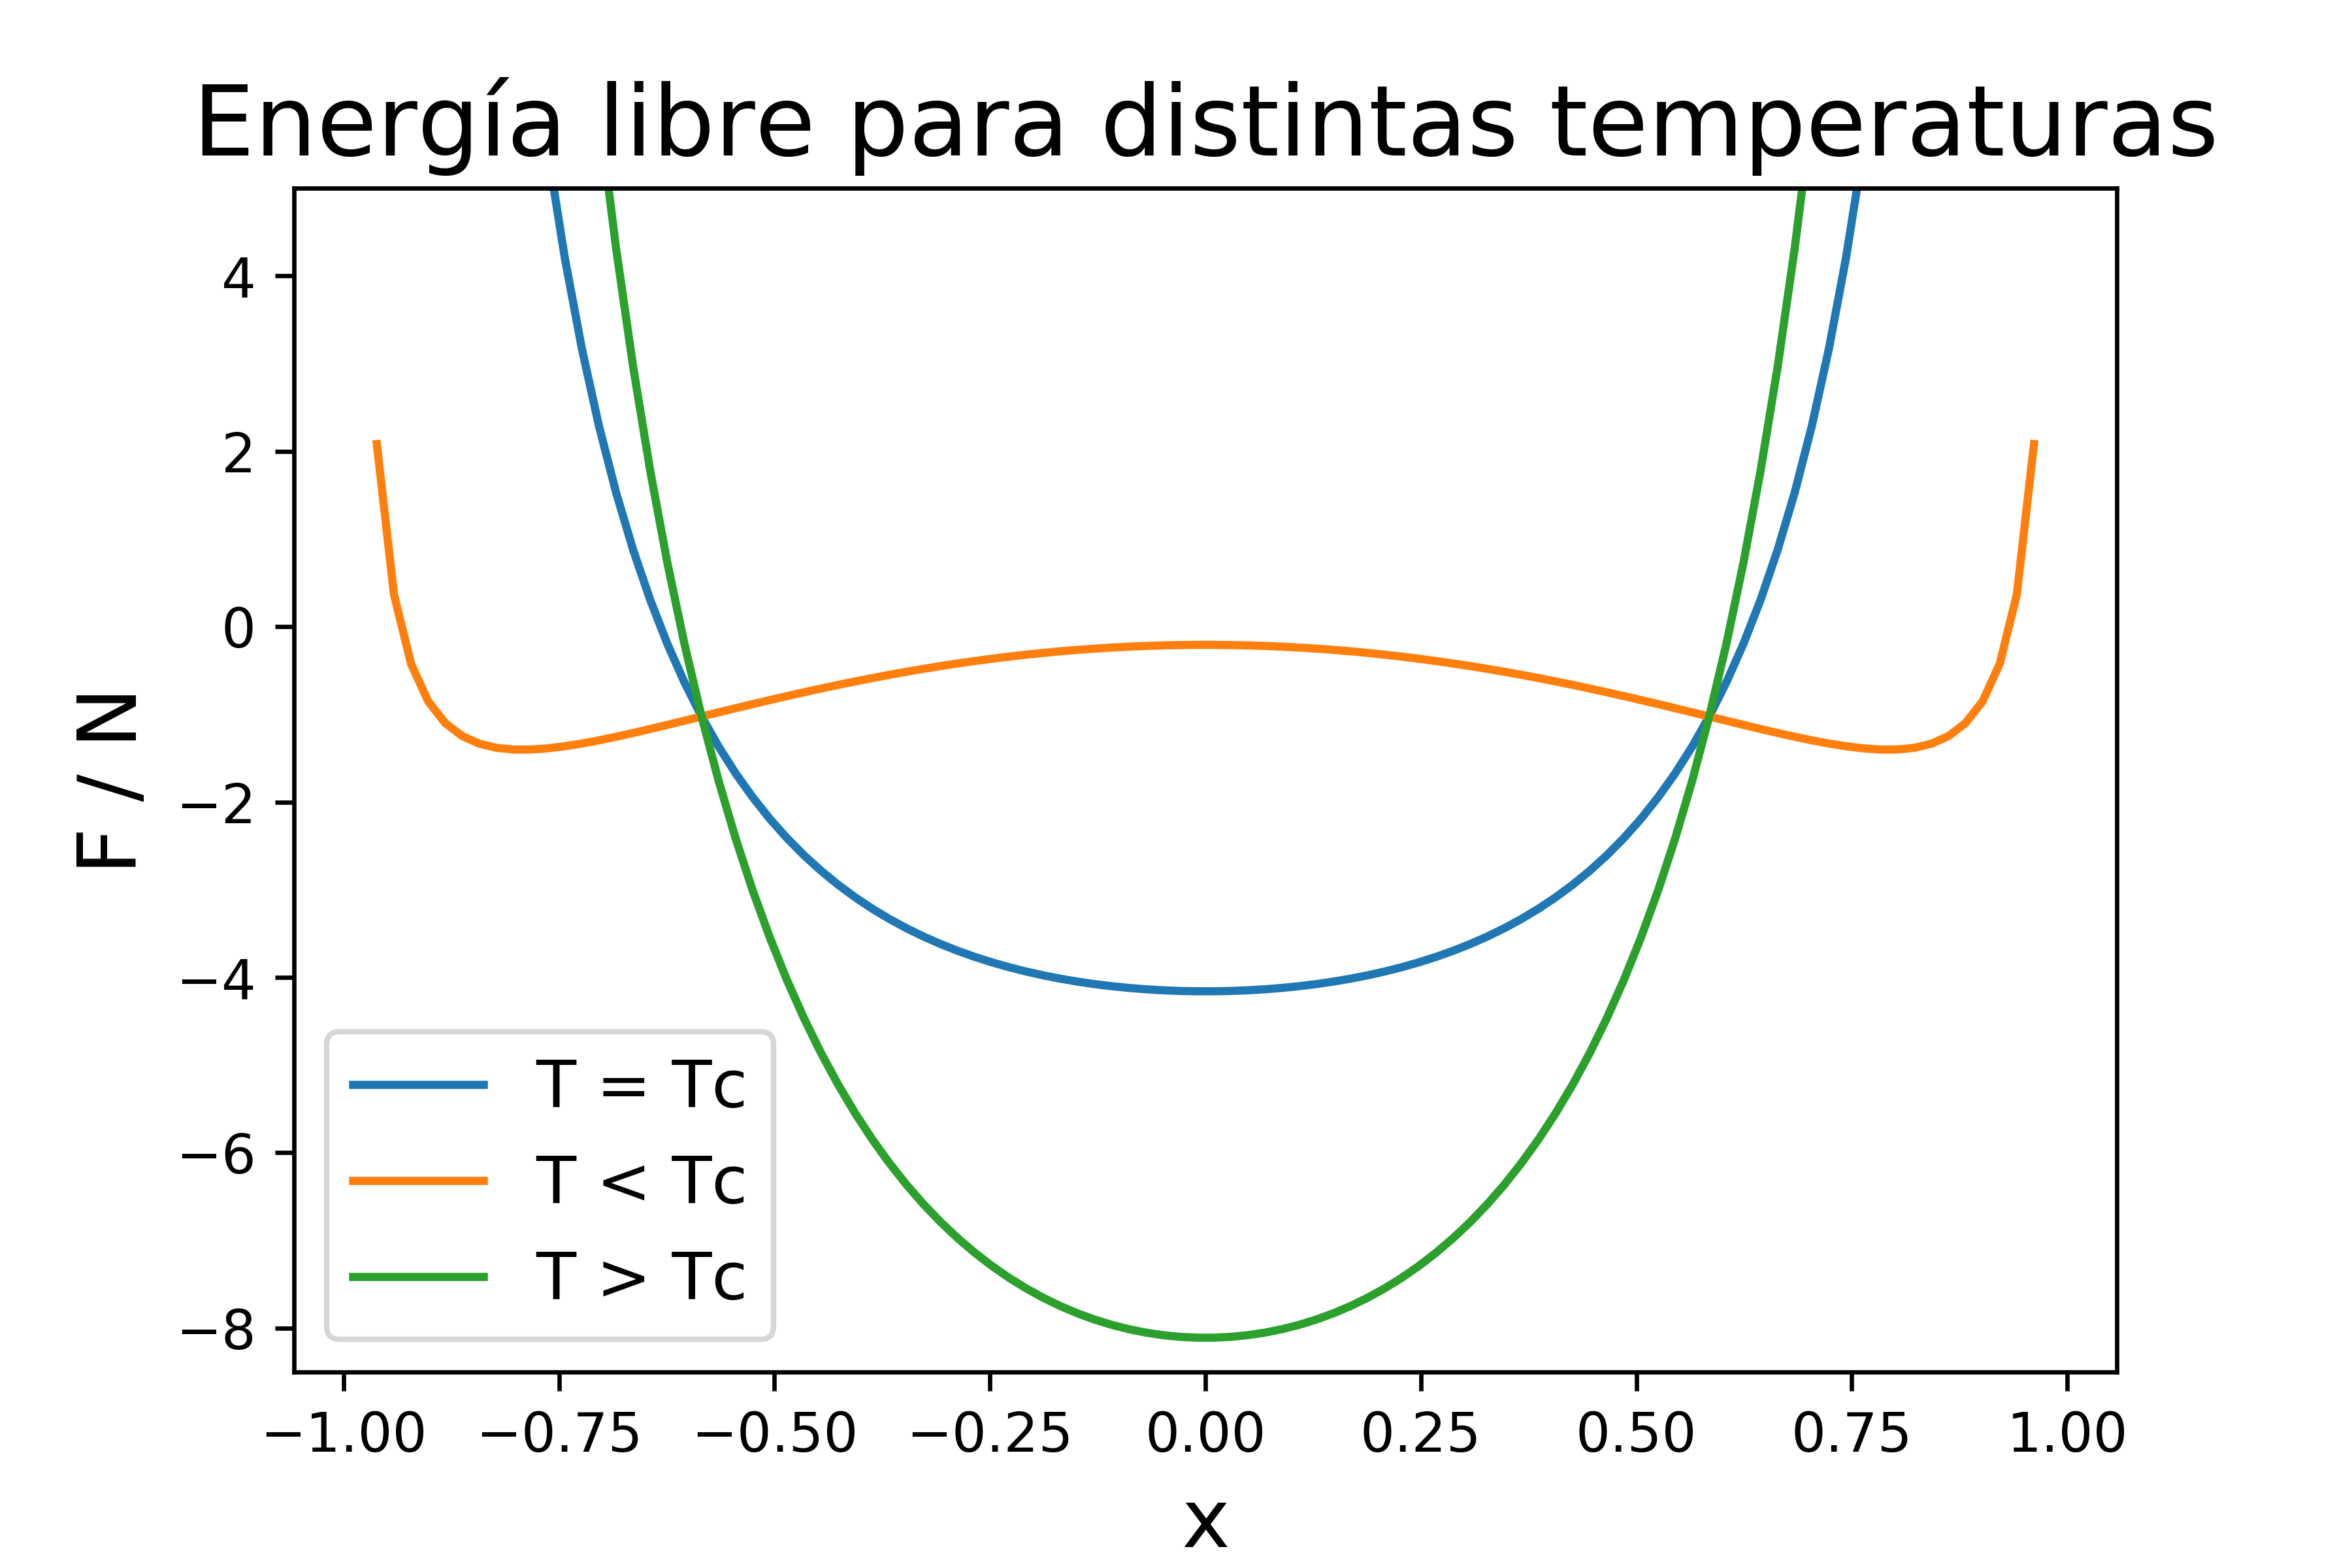 Energía libre para distintas temperaturas
4
2
0
−2
−4
−6
−8
F / N
T = Tc
T < Tc
T > Tc
−1.00 −0.75 −0.50 −0.25 0.00 0.25 0.50 0.75 1.00
x